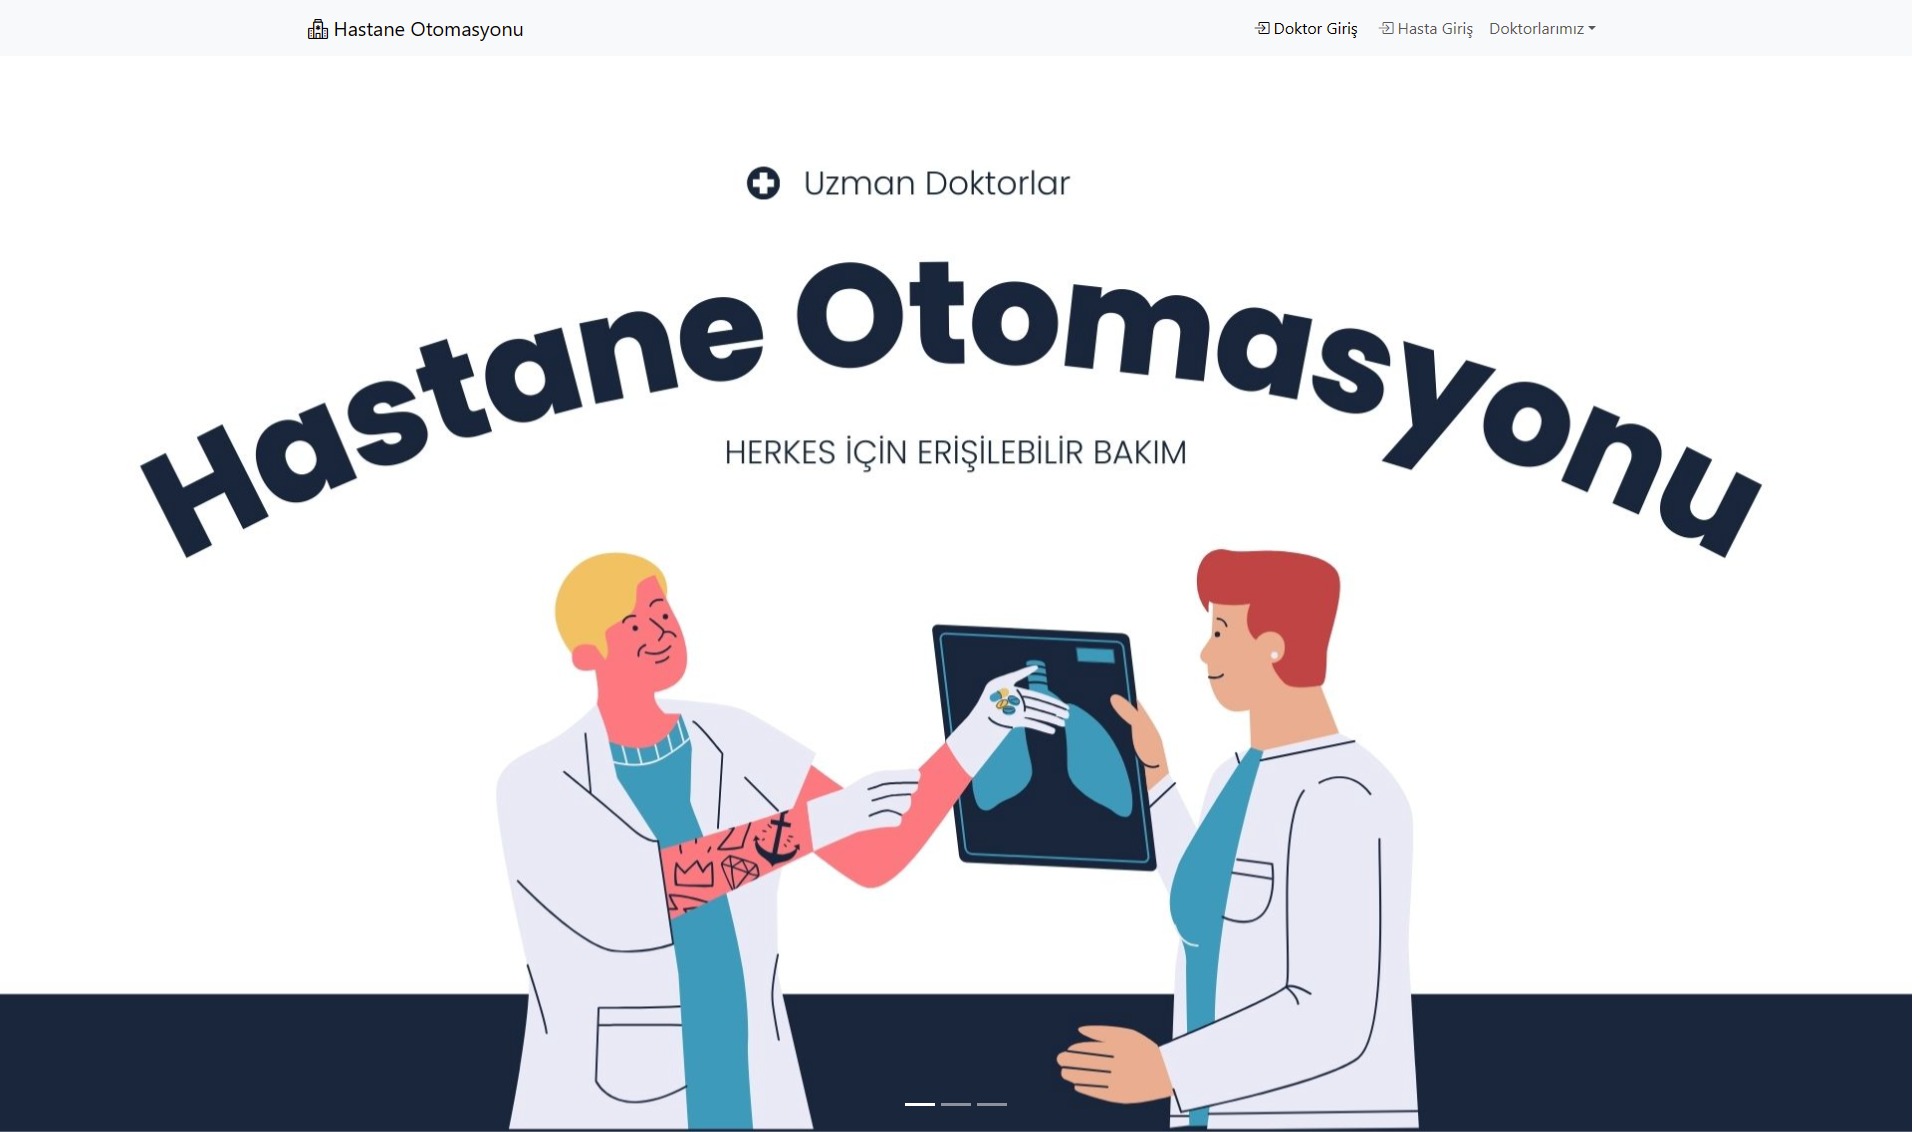 Hastane Otomasyonu
Doktor Giriş
Hasta Giriş
Doktorlarımız
Uzman Doktorlar
Hastane Otomasyonu
HERKES İÇİN ERİŞİLEBİLİR BAKIM